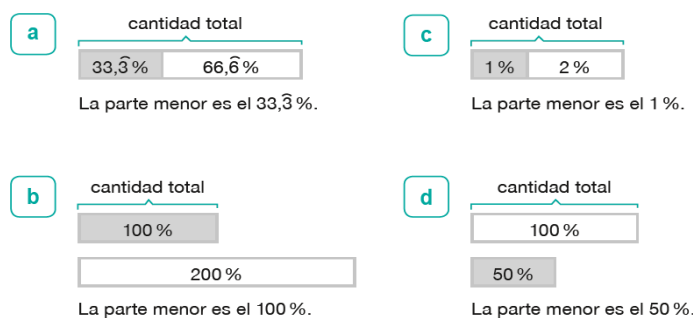 a
cantidad total
33,3̑ %
66,6̑ %
La parte menor es el 33,3̑ %.
b
cantidad total
100 %
200 %
La parte menor es el 100 %.
c
cantidad total
1 %
2 %
La parte menor es el 1 %.
d
cantidad total
100 %
50 %
La parte menor es el 50 %.